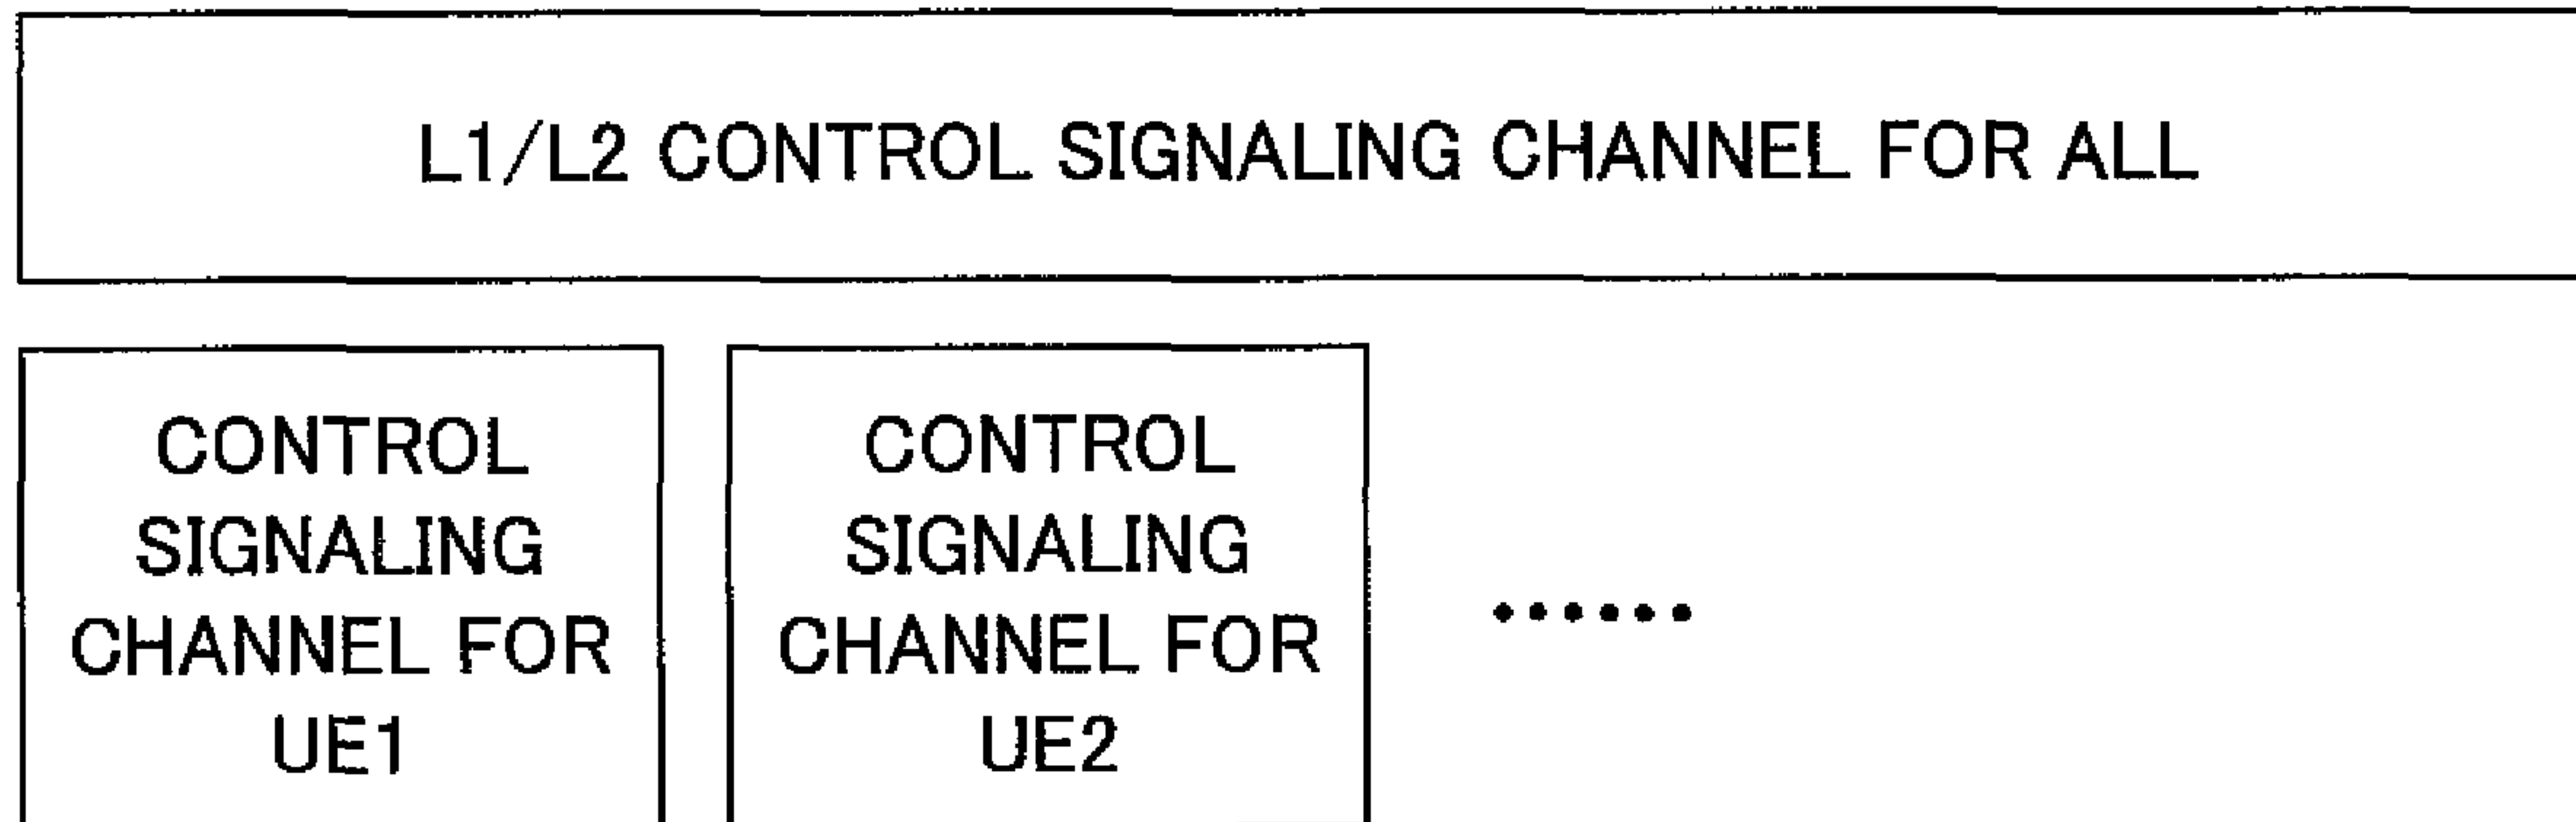 L1/L2 CONTROL SIGNALING CHANNEL FOR ALL
CONTROL
SIGNALING
CHANNEL FOR
UE1
CONTROL
SIGNALING
CHANNEL FOR
UE2
••••••